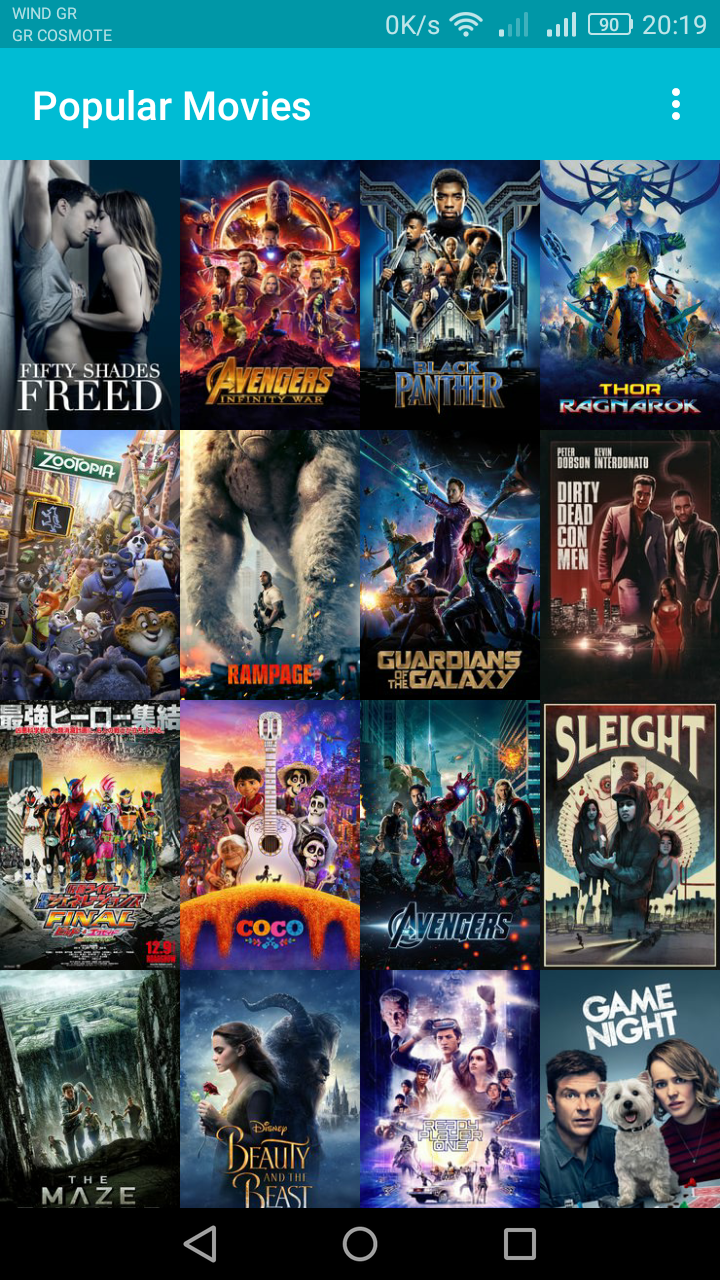 WIND GR
GR COSMOTE
0K/s
90
20:19
Popular Movies
FIFTY SHADES
FREED
AVENGERS
INFINITY WAR
BLACK
PANTHER
THOR
RAGNAROK
ZOOTOPIA
RAMPAGE
GUARDIANS
OF THE GALAXY
PETER DOBSON
KEVIN INTERDONATO
DIRTY
DEAD
CON
MEN
最強ヒーロー集結
FINAL
12.9
COCO
AVENGERS
SLEIGHT
THE
MAZE
Disney
BEAUTY
AND THE
BEAST
READY
PLAYER
ONE
GAME
NIGHT